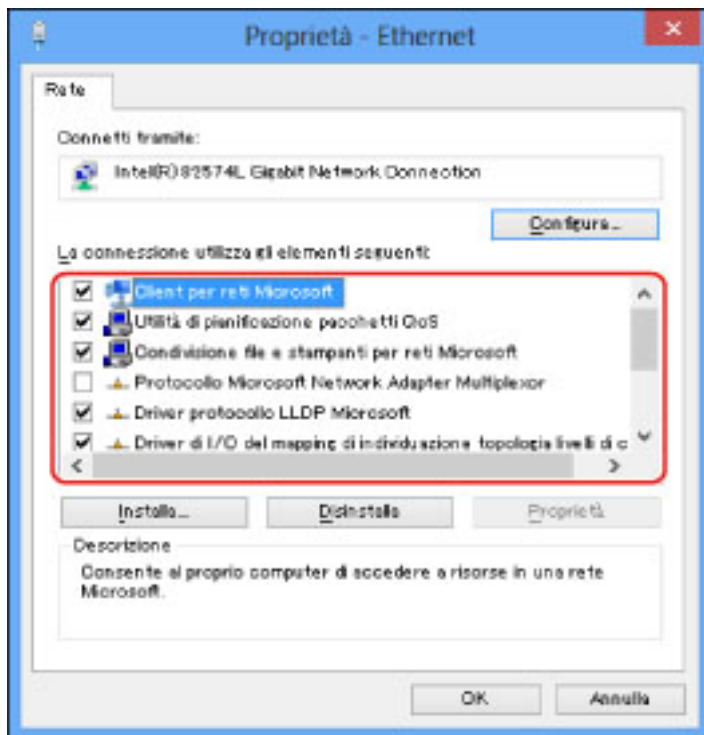 Proprietà - Ethernet
Rete
Connetti tramite:
Intel(R) 82574L Gigabit Network Connection
Configura...
La connessione utilizza gli elementi seguenti:
Client per reti Microsoft
Utilità di pianificazione pacchetti QoS
Condivisione file e stampanti per reti Microsoft
Protocollo Microsoft Network Adapter Multiplexor
Driver protocollo LLDP Microsoft
Driver di I/O del mapping di individuazione topologia livelli di c
Installa...
Disinstalla
Proprietà
Descrizione
Consente al proprio computer di accedere a risorse in una rete
Microsoft.
OK
Annulla